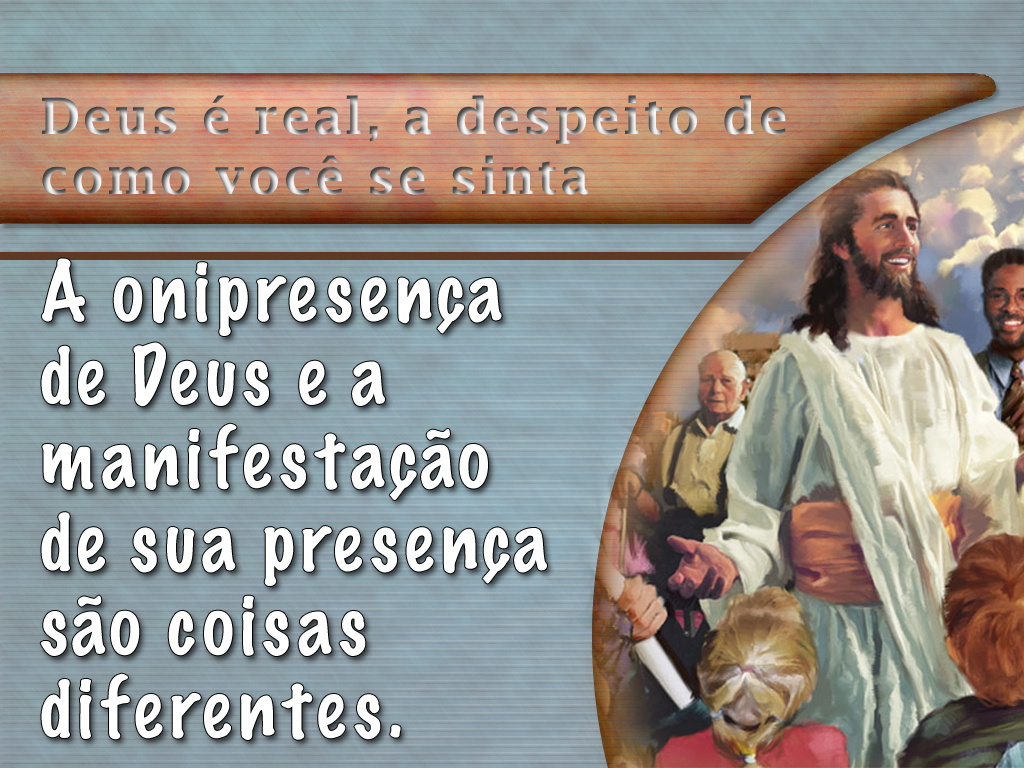 Deus é real, a despeito de
como você se sinta
A onipresença
de Deus e a
manifestação
de sua presença
são coisas
diferentes.